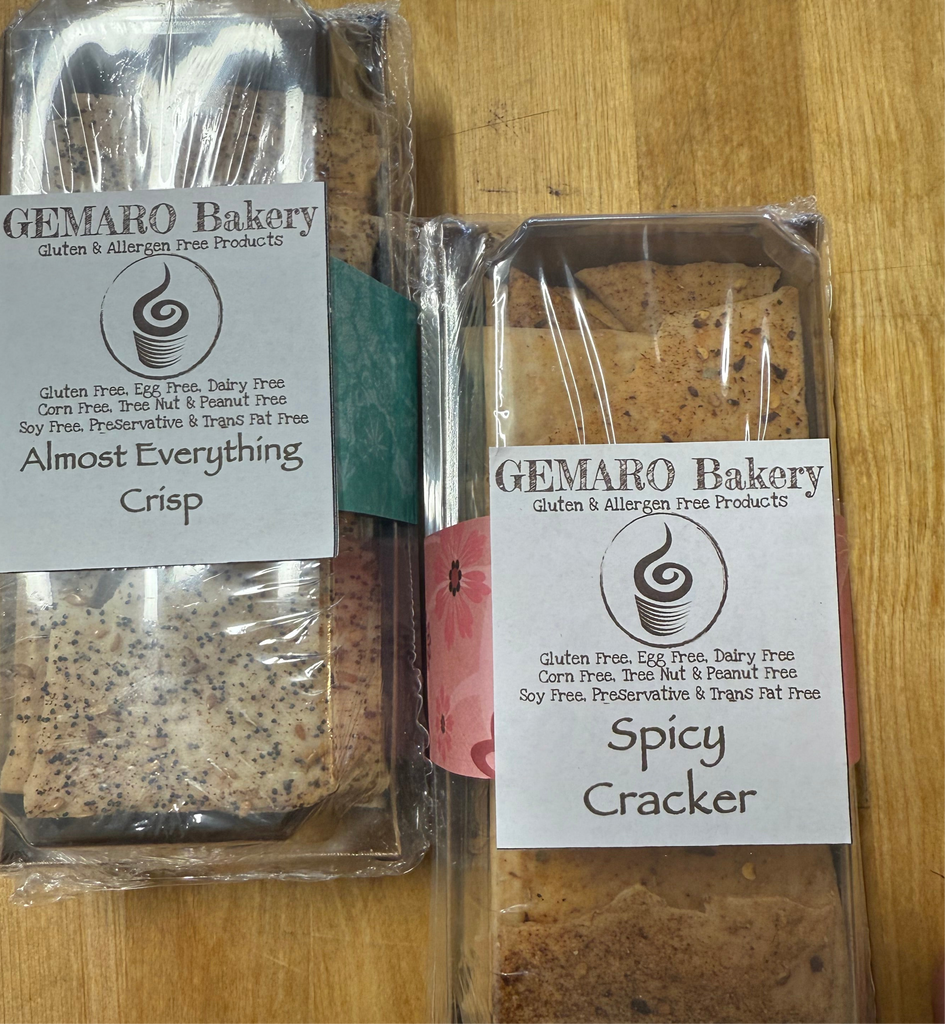 GEMARO Bakery
Gluten & Allergen Free Products
Gluten Free, Egg Free, Dairy Free
Corn Free, Tree Nut & Peanut Free
Soy Free, Preservative & Trans Fat Free
Almost Everything
Crisp
GEMARO Bakery
Gluten & Allergen Free Products
Gluten Free, Egg Free, Dairy Free
Corn Free, Tree Nut & Peanut Free
Soy Free, Preservative & Trans Fat Free
Spicy
Cracker